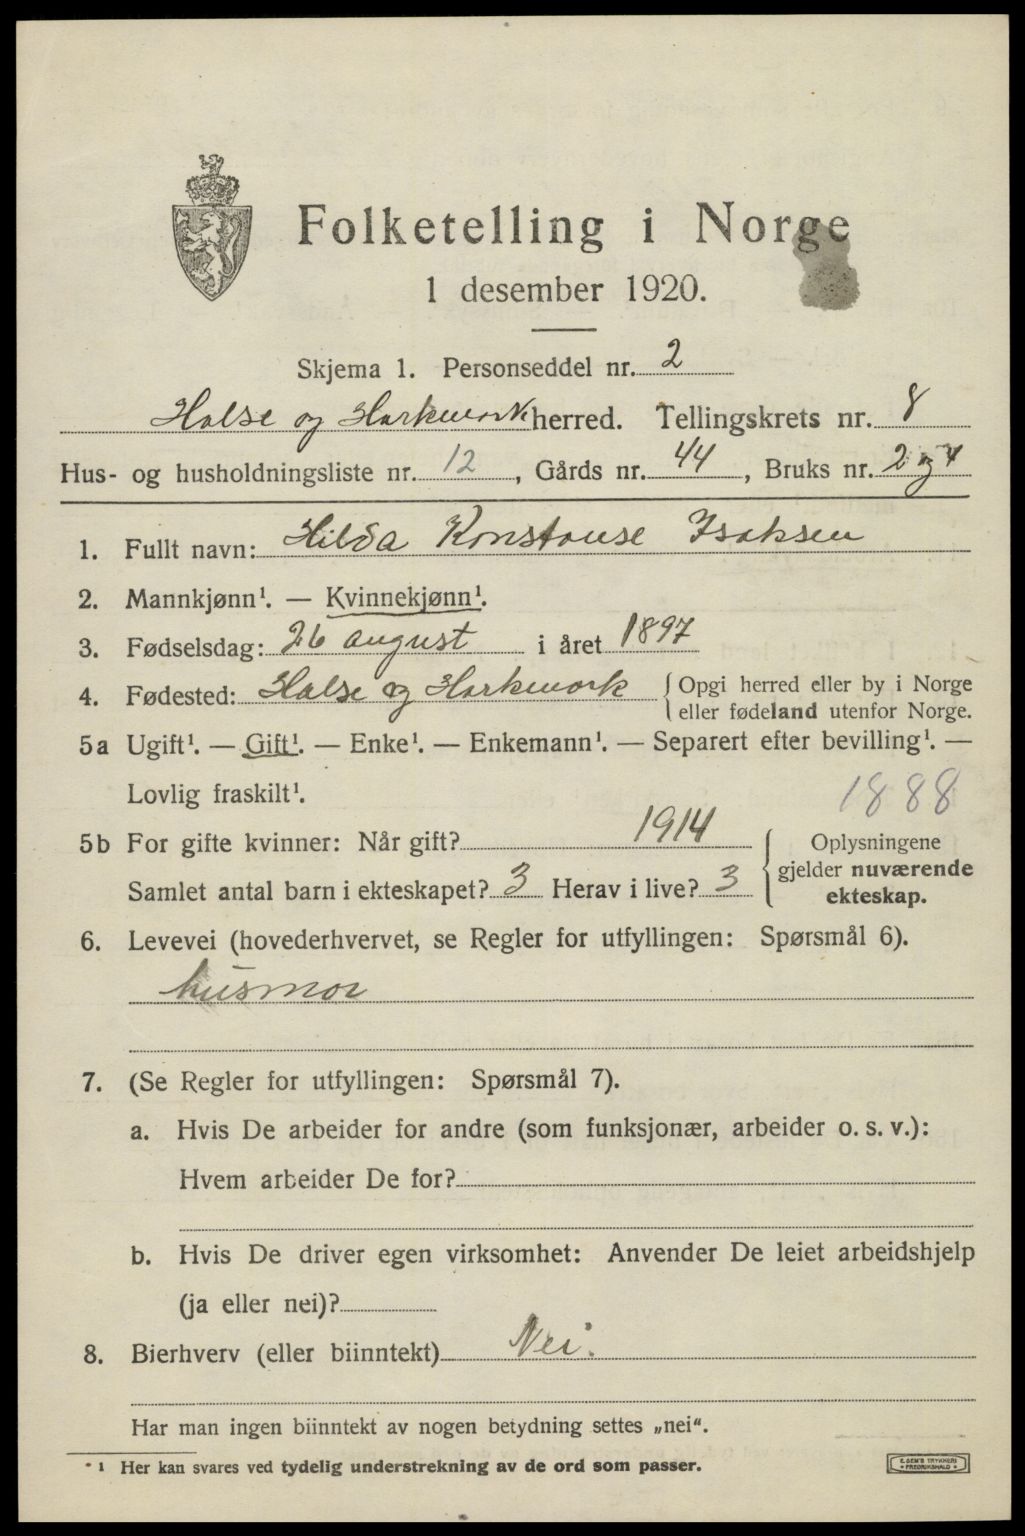 Folketelling i Norge
1 desember 1920.
Skjema 1. Personseddel nr. 2
Halse og Harkmark herred. Tellingskrets nr. 8
Hus- og husholdningsliste nr. 12, Gårds nr. 44, Bruks nr. 2 og 4
1. Fullt navn: Hilda Konstanse Isaksen
2. Mannkjønn¹. — Kvinnekjønn¹.
3. Fødselsdag: 26 august i året 1897
4. Fødested: Halse og Harkmark { Opgi herred eller by i Norge
eller fødeland utenfor Norge.
5a Ugift¹. — Gift¹. — Enke¹. — Enkemann¹. — Separert efter bevilling¹. —
Lovlig fraskilt¹.
1888
5b For gifte kvinner: Når gift? 1914
Samlet antal barn i ekteskapet? 3 Herav i live? 3
{ Oplysningene
gjelder nuværende
ekteskap.
6. Levevei (hovederhvervet, se Regler for utfyllingen: Spørsmål 6).
husmor
7. (Se Regler for utfyllingen: Spørsmål 7).
a. Hvis De arbeider for andre (som funksjonær, arbeider o. s. v.):
Hvem arbeider De for?
b. Hvis De driver egen virksomhet: Anvender De leiet arbeidshjelp
(ja eller nei)?
8. Bierhverv (eller biinntekt) Nei.
Har man ingen biinntekt av nogen betydning settes „nei“.
¹ Her kan svares ved tydelig understrekning av de ord som passer.
E. SEM'S TRYKKERI
FREDRIKSHALD